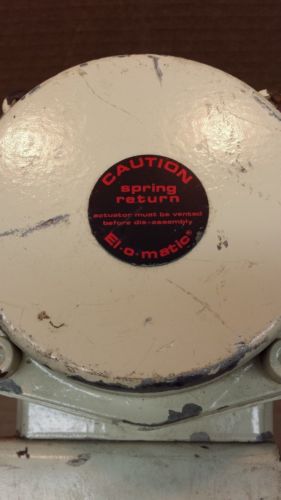 CAUTION
spring
return
actuator must be vented
before dis-assembly
El-o-matic®